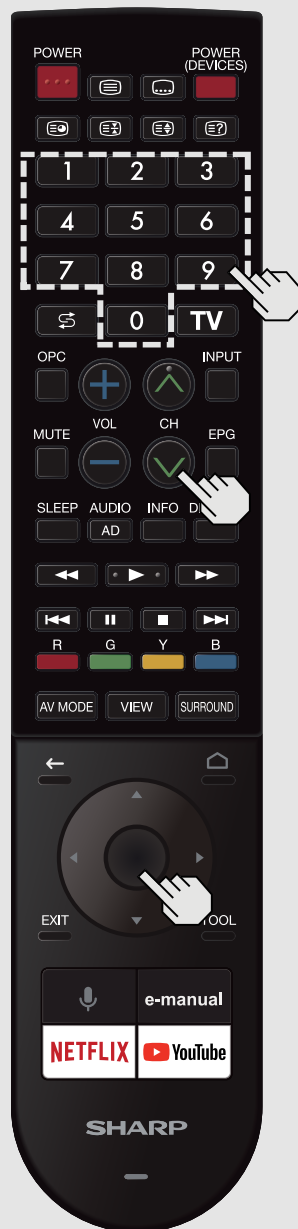 POWER
POWER
(DEVICES)
1 2 3
4 5 6
7 8 9
0 TV
OPC INPUT
MUTE VOL CH EPG
SLEEP AUDIO INFO
AD
R G Y B
AV MODE VIEW SURROUND
EXIT
e-manual
NETFLIX YouTube
SHARP